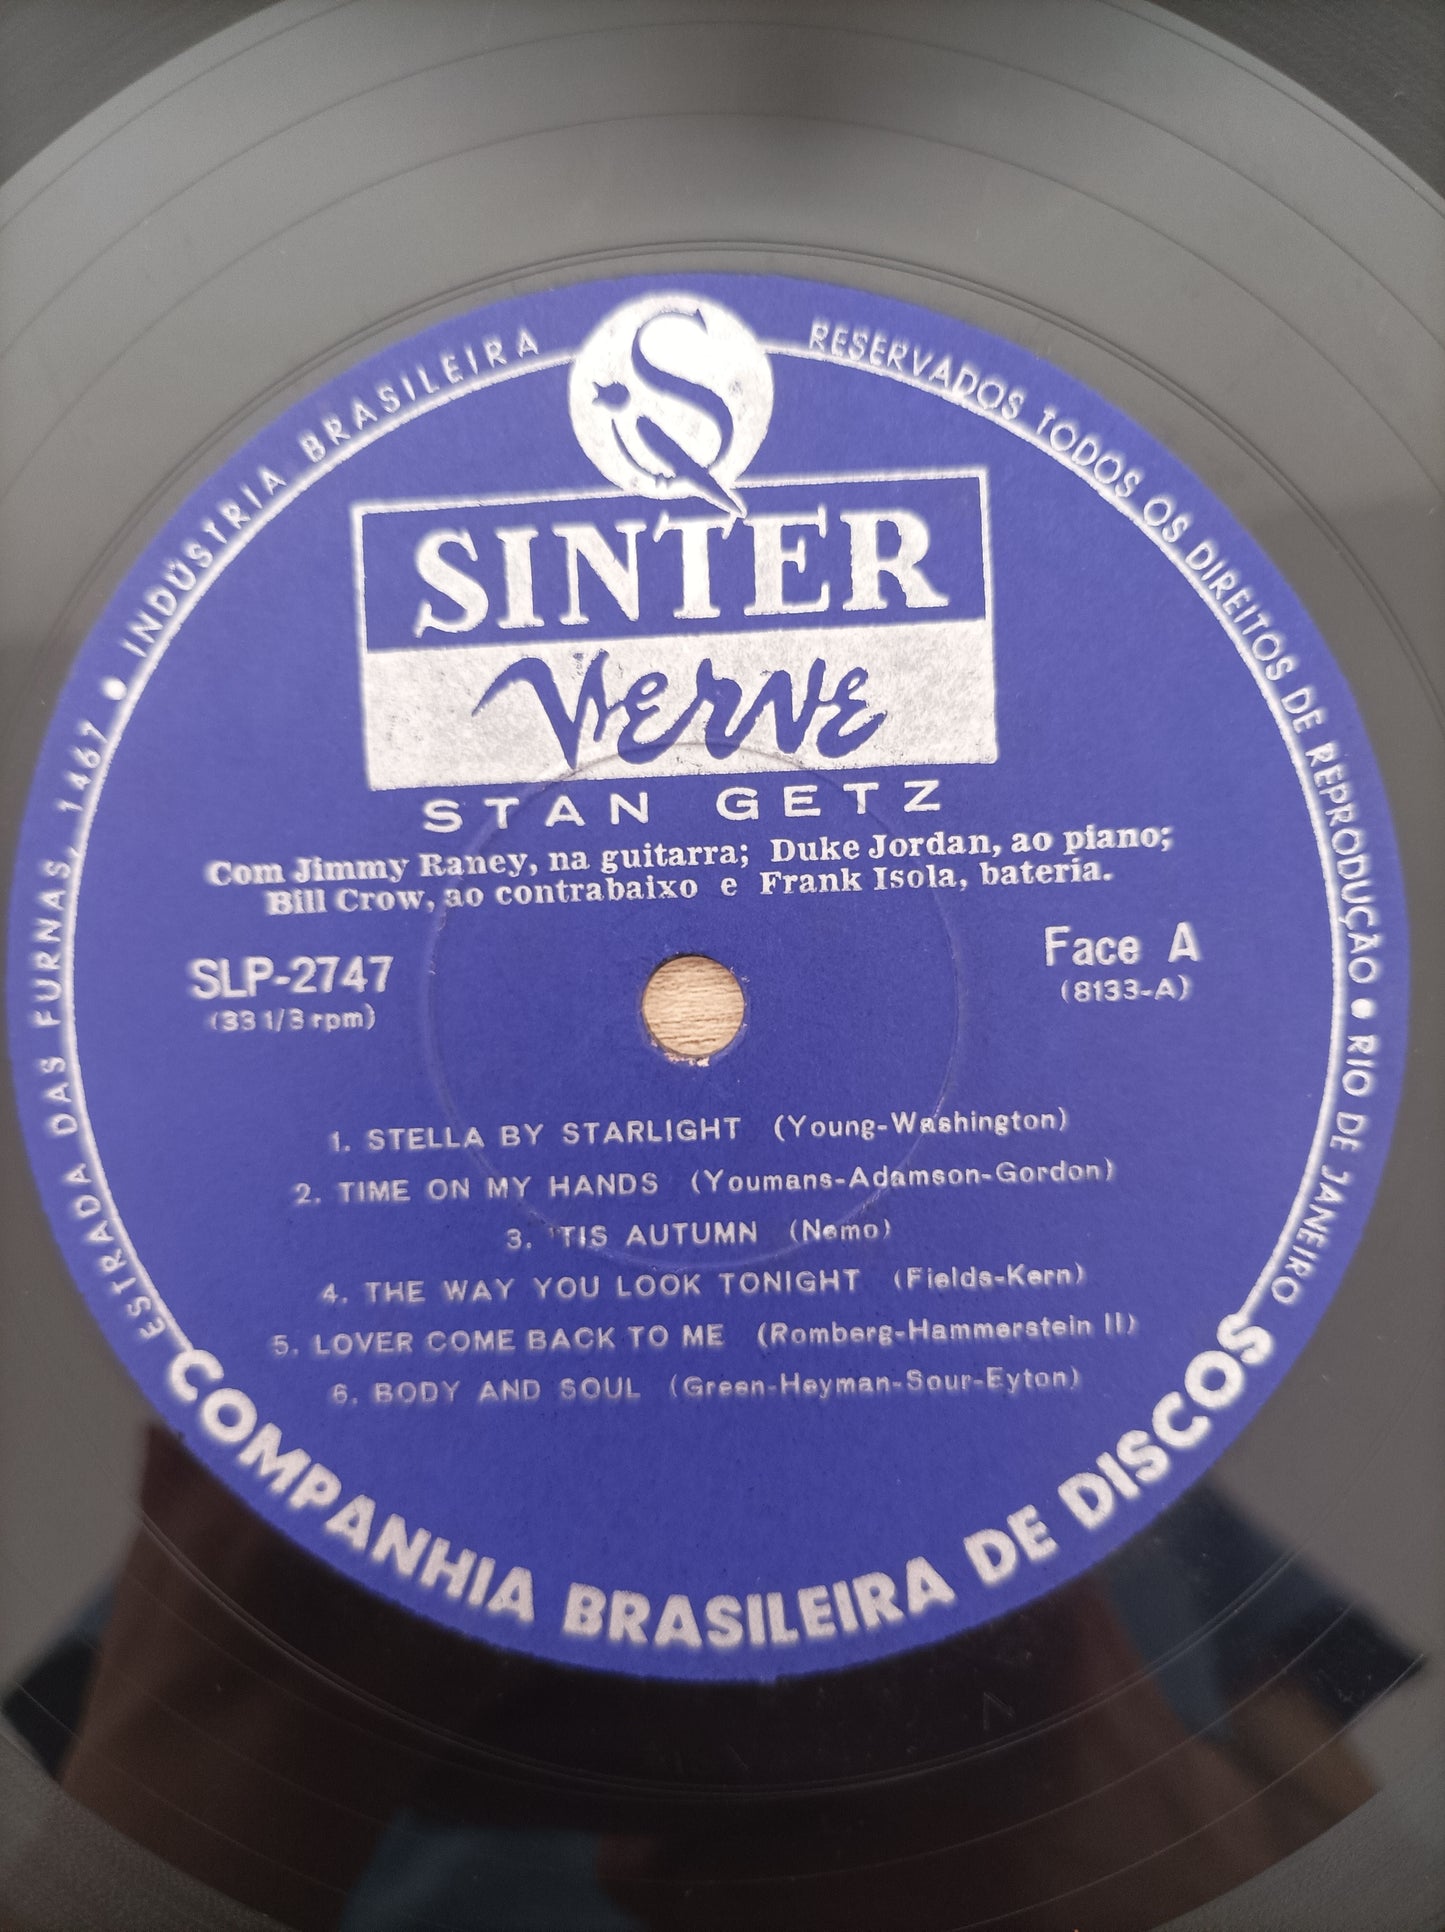 INDÚSTRIA BRASILEIRA
S
RESERVADOS TODOS OS DIREITOS DE REPRODUÇÃO • RIO DE JANEIRO
SINTER
Verve
STAN GETZ
Com Jimmy Raney, na guitarra; Duke Jordan, ao piano;
Bill Crow, ao contrabaixo e Frank Isola, bateria.
SLP-2747
Face A
(33 1/3 rpm)
(8133-A)
1. STELLA BY STARLIGHT (Young-Washington)
2. TIME ON MY HANDS (Youmans-Adamson-Gordon)
3. 'TIS AUTUMN (Nemo)
4. THE WAY YOU LOOK TONIGHT (Fields-Kern)
5. LOVER COME BACK TO ME (Romberg-Hammerstein II)
6. BODY AND SOUL (Green-Heyman-Sour-Eyton)
ESTRADA DAS FURNAS, 1467 •
COMPANHIA BRASILEIRA DE DISCOS